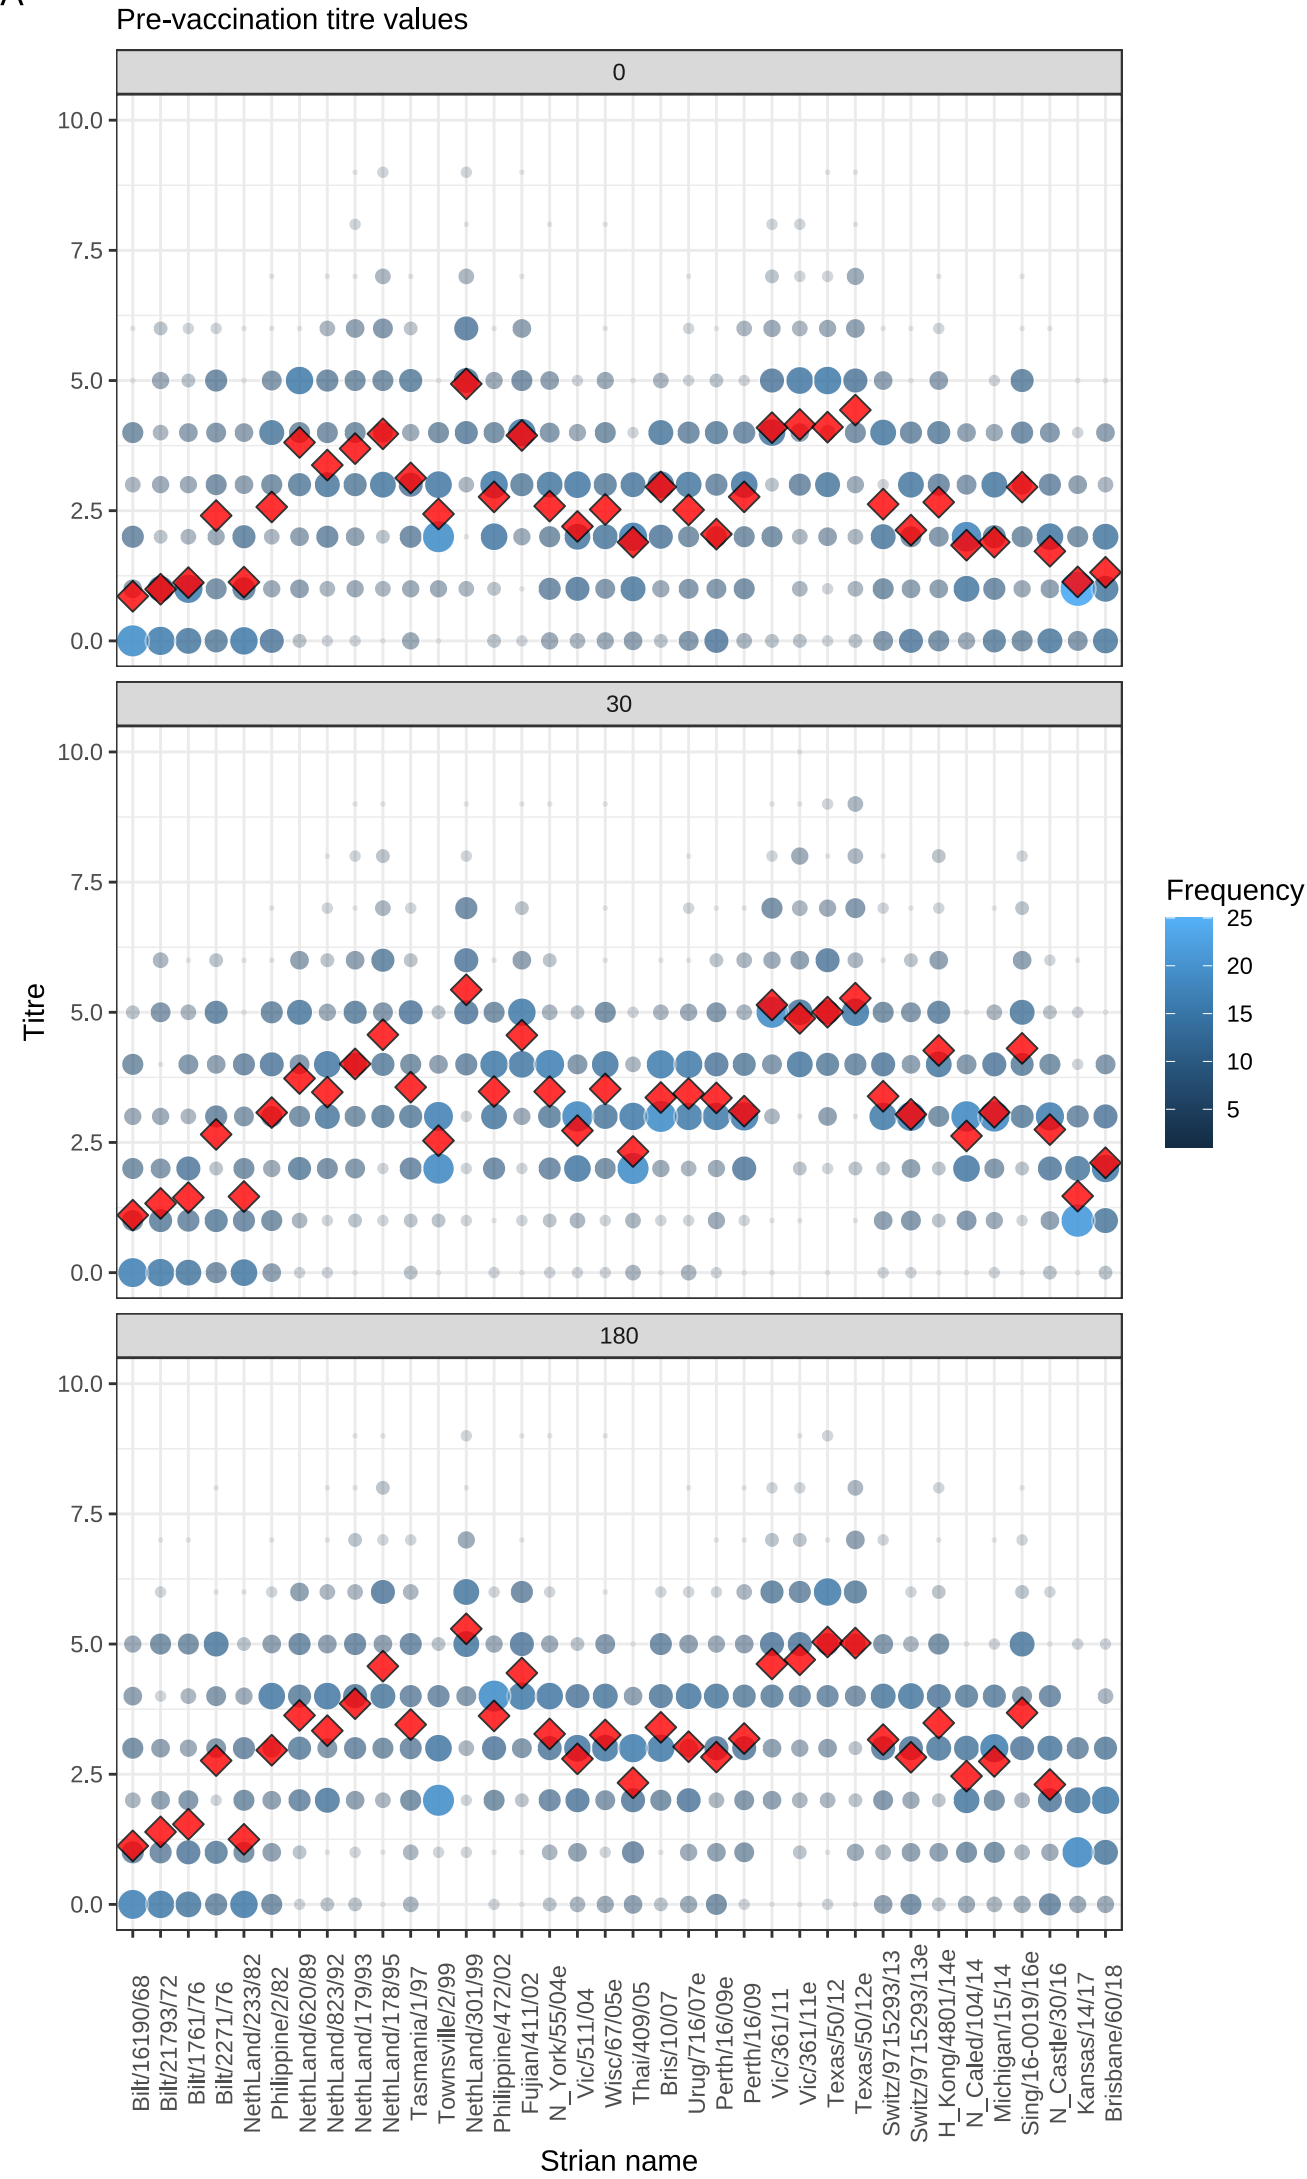 Pre-vaccination titre values
0
10.0
7.5
5.0
2.5
0.0
30
10.0
7.5
5.0
2.5
0.0
180
10.0
7.5
5.0
2.5
0.0
Titre
Frequency
25
20
15
10
5
Bilt/16190/68
Bilt/21793/72
Bilt/1761/76
Bilt/2271/76
NethLand/233/82
Philippine/2/82
NethLand/620/89
NethLand/823/92
NethLand/179/93
NethLand/178/95
Tasmania/1/97
Townsville/2/99
NethLand/301/99
Philippine/472/02
Fujian/411/02
N_York/55/04e
Vic/511/04
Wisc/67/05e
Thai/409/05
Bris/10/07
Urug/716/07e
Perth/16/09e
Perth/16/09
Vic/361/11
Vic/361/11e
Texas/50/12
Texas/50/12e
Switz/9715293/13
Switz/9715293/13e
H_Kong/4801/14e
N_Caled/104/14
Michigan/15/14
Sing/16-0019/16e
N_Castle/30/16
Kansas/14/17
Brisbane/60/18
Strian name